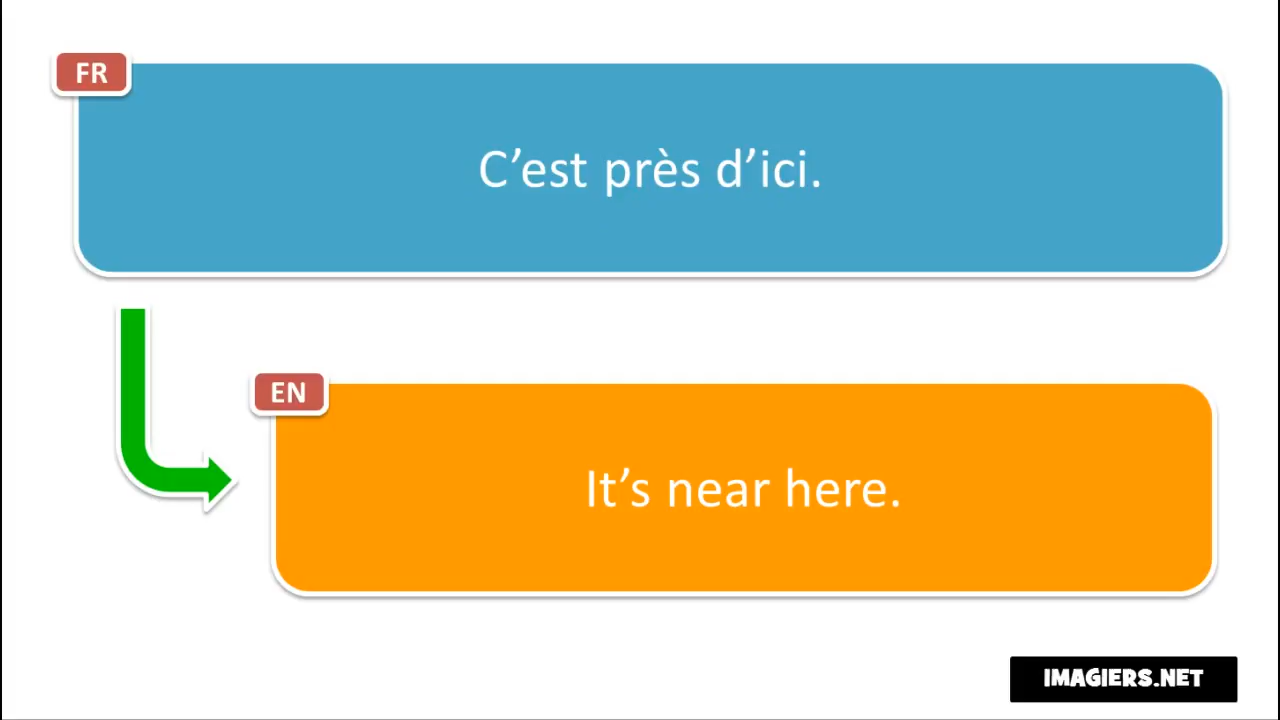 FR
C’est près d’ici.
EN
It’s near here.
IMAGIERS.NET